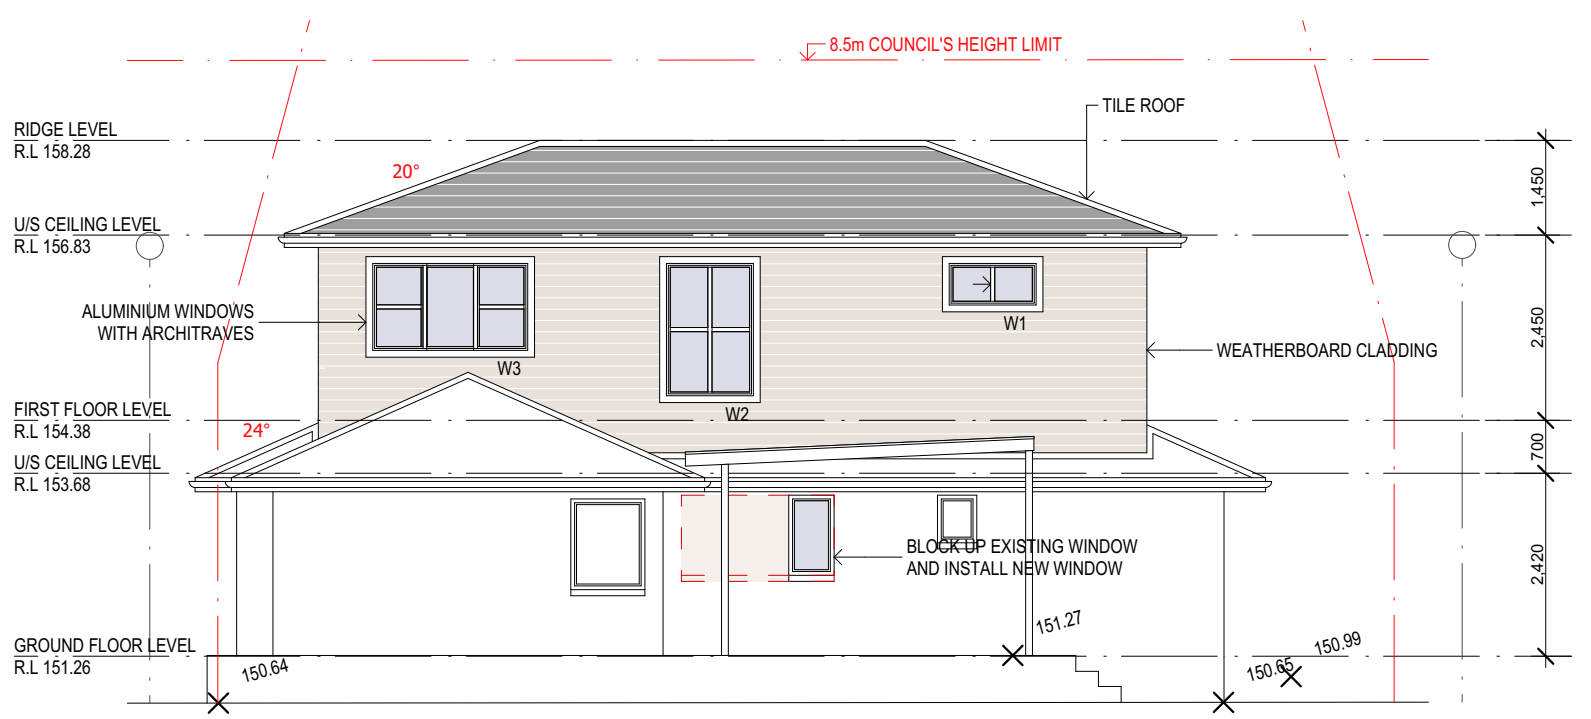 8.5m COUNCIL'S HEIGHT LIMIT
TILE ROOF
RIDGE LEVEL
R.L 158.28
20°
1,450
U/S CEILING LEVEL
R.L 156.83
ALUMINIUM WINDOWS
WITH ARCHITRAVES
W1
2,450
WEATHERBOARD CLADDING
W3
W2
FIRST FLOOR LEVEL
R.L 154.38
24°
700
U/S CEILING LEVEL
R.L 153.68
BLOCK UP EXISTING WINDOW
AND INSTALL NEW WINDOW
2,420
151.27
GROUND FLOOR LEVEL
R.L 151.26
150.64
150.65
150.99